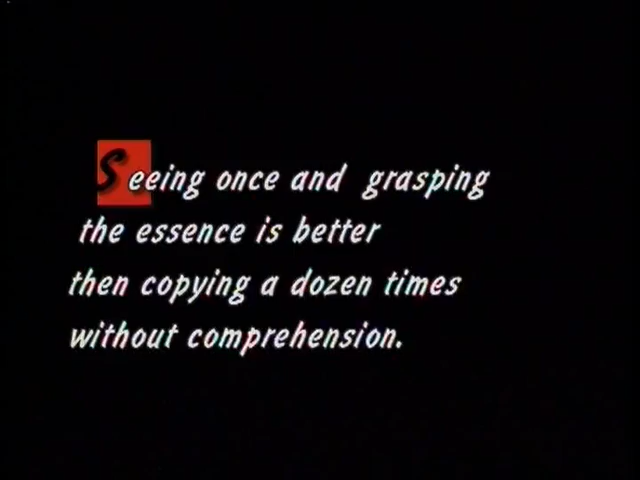 Seeing once and grasping
the essence is better
then copying a dozen times
without comprehension.